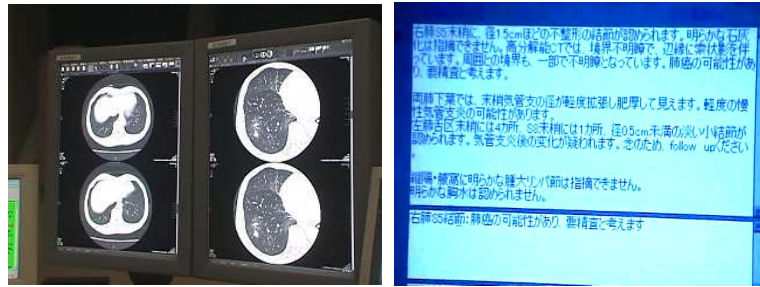 右肺S5末梢に、径1.5cmほどの不整形の結節が認められます。明らかな石灰
化は指摘できません。高分解能CTでは、境界不明瞭で、辺縁に棘状影を伴
っています。周囲との境界も、一部で不明瞭となっています。肺癌の可能性があ
り、要精査と考えます。
両肺下葉では、末梢気管支の径が軽度拡張し肥厚して見えます。軽度の慢
性気管支炎の可能性があります。
左肺舌区末梢には4カ所、S8末梢には1カ所、径0.5cm未満の淡い小結節が
認められます。気管支炎後の変化が疑われます。念のため、follow upください
。
縦隔・腋窩に明らかな腫大リンパ節は指摘できません。
明らかな胸水は認められません。
右肺S5結節:肺癌の可能性があり、要精査と考えます